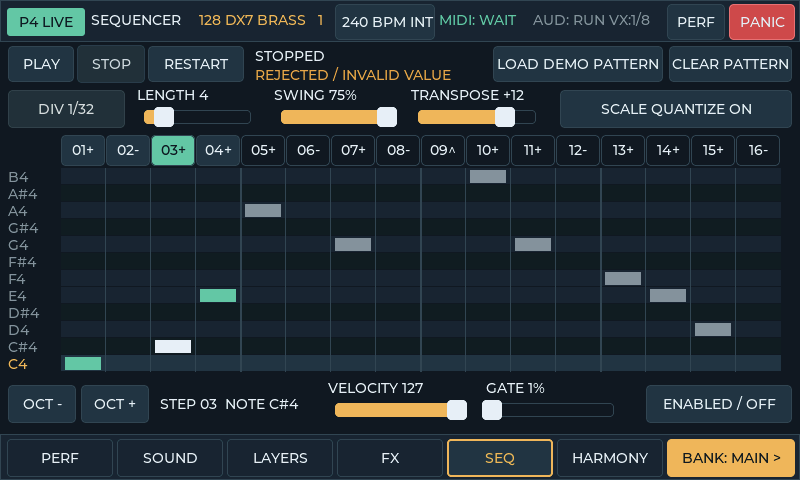 P4 LIVE SEQUENCER 128 DX7 BRASS 1 240 BPM INT MIDI: WAIT AUD: RUN VX:1/8 PERF PANIC
PLAY STOP RESTART STOPPED LOAD DEMO PATTERN CLEAR PATTERN
REJECTED / INVALID VALUE
DIV 1/32 LENGTH 4 SWING 75% TRANSPOSE +12 SCALE QUANTIZE ON
01+ 02- 03+ 04+ 05+ 06- 07+ 08- 09^ 10+ 11+ 12- 13+ 14+ 15+ 16-
B4
A#4
A4
G#4
G4
F#4
F4
E4
D#4
D4
C#4
C4
OCT - OCT + STEP 03 NOTE C#4 VELOCITY 127 GATE 1% ENABLED / OFF
PERF SOUND LAYERS FX SEQ HARMONY BANK: MAIN >